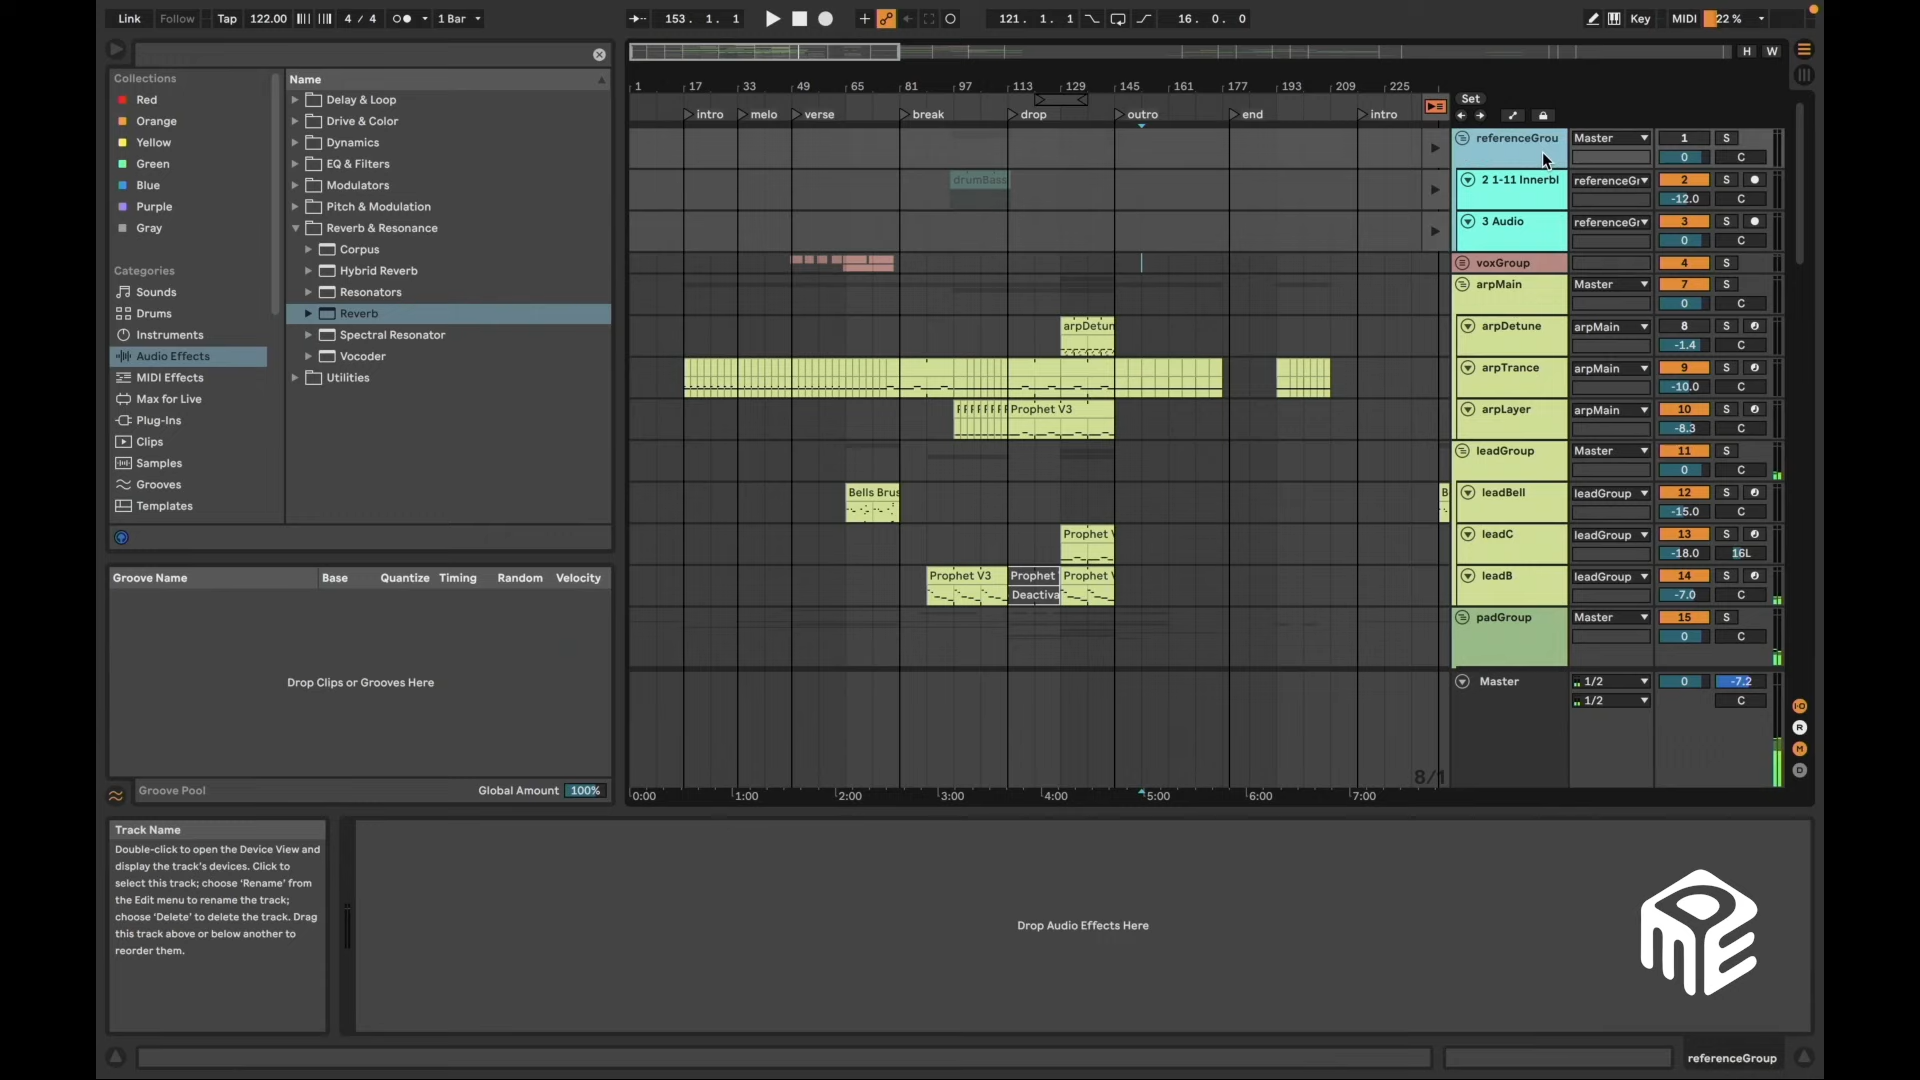 Link Follow Tap 122.00 4 / 4 1 Bar 153. 1. 1 121. 1. 1 16. 0. 0 Key MIDI 22 %
H W
Collections
Red
Orange
Yellow
Green
Blue
Purple
Gray
Categories
Sounds
Drums
Instruments
Audio Effects
MIDI Effects
Max for Live
Plug-Ins
Clips
Samples
Grooves
Templates
Name
Delay & Loop
Drive & Color
Dynamics
EQ & Filters
Modulators
Pitch & Modulation
Reverb & Resonance
Corpus
Hybrid Reverb
Resonators
Reverb
Spectral Resonator
Vocoder
Utilities
Groove Name Base Quantize Timing Random Velocity
Drop Clips or Grooves Here
Groove Pool Global Amount 100%
1 17 33 49 65 81 97 113 129 145 161 177 193 209 225
Set
intro melo verse break drop outro end intro
drumBass
arpDetun
Prophet V3
Bells Brus
B
Prophet V
Prophet V3 Prophet Prophet V
Deactiva
8/1
0:00 1:00 2:00 3:00 4:00 5:00 6:00 7:00
referenceGrou Master 1 S
0 C
2 1-11 Innerbl referenceGr 2 S
-12.0 C
3 Audio referenceGr 3 S
0 C
voxGroup 4 S
arpMain Master 7 S
0 C
arpDetune arpMain 8 S
-1.4 C
arpTrance arpMain 9 S
-10.0 C
arpLayer arpMain 10 S
-8.3 C
leadGroup Master 11 S
0 C
leadBell leadGroup 12 S
-15.0 C
leadC leadGroup 13 S
-18.0 16L
leadB leadGroup 14 S
-7.0 C
padGroup Master 15 S
0 C
Master 1/2 0 -7.2
1/2 C
I·O
R
M
D
Track Name
Double-click to open the Device View and
display the track's devices. Click to
select this track; choose ‘Rename’ from
the Edit menu to rename the track;
choose ‘Delete’ to delete the track. Drag
this track above or below another to
reorder them.
Drop Audio Effects Here
referenceGroup